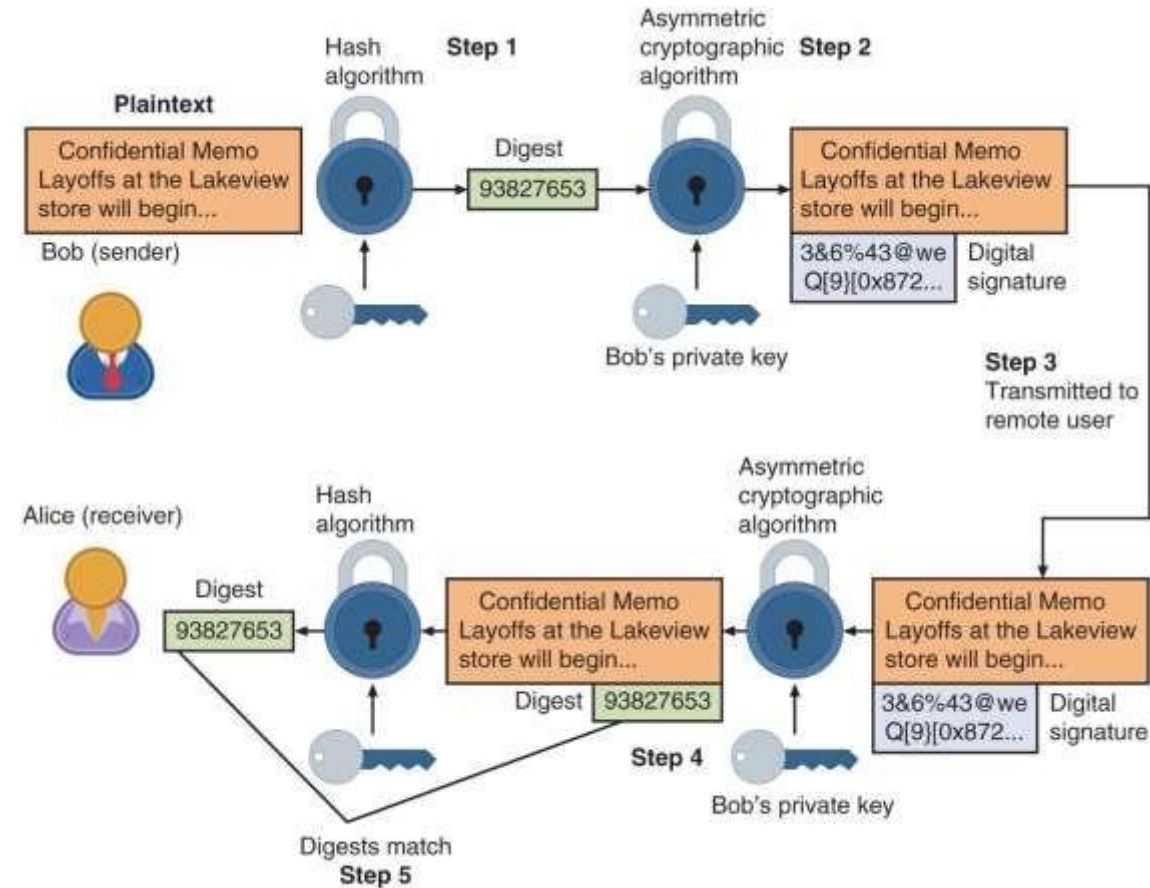 Hash
algorithm
Step 1
Asymmetric
cryptographic
algorithm
Step 2
Plaintext
Confidential Memo
Layoffs at the Lakeview
store will begin...
Bob (sender)
Digest
93827653
Confidential Memo
Layoffs at the Lakeview
store will begin...
3&6%43@we
Q[9}[0x872...
Digital
signature
Bob's private key
Step 3
Transmitted to
remote user
Alice (receiver)
Hash
algorithm
Asymmetric
cryptographic
algorithm
Digest
93827653
Confidential Memo
Layoffs at the Lakeview
store will begin...
Digest
93827653
Confidential Memo
Layoffs at the Lakeview
store will begin...
3&6%43@we
Q[9}[0x872...
Digital
signature
Step 4
Bob's private key
Digests match
Step 5